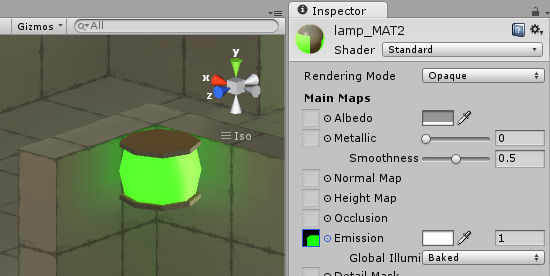 Gizmos
All
y
x
z
Iso
Inspector
lamp_MAT2
Shader Standard
Rendering Mode Opaque
Main Maps
Albedo
Metallic 0
Smoothness 0.5
Normal Map
Height Map
Occlusion
Emission 1
Global Illumi Baked
Detail Mask